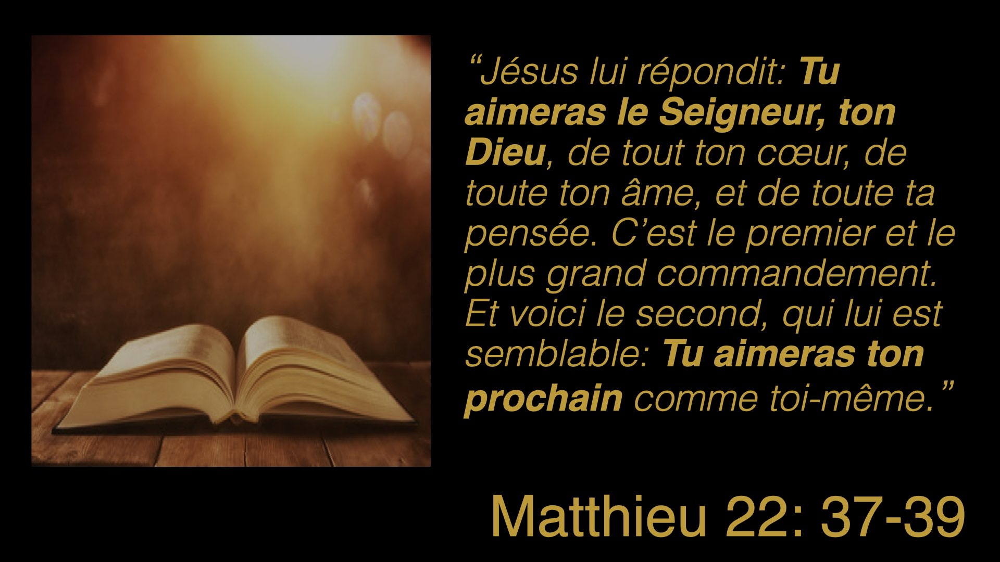 “Jésus lui répondit: Tu
aimeras le Seigneur, ton
Dieu, de tout ton cœur, de
toute ton âme, et de toute ta
pensée. C’est le premier et le
plus grand commandement.
Et voici le second, qui lui est
semblable: Tu aimeras ton
prochain comme toi-même.”
Matthieu 22: 37-39